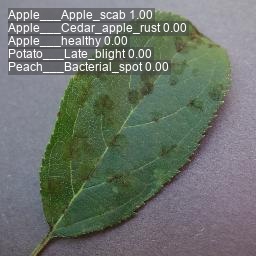 Apple___Apple_scab 1.00
Apple___Cedar_apple_rust 0.00
Apple___healthy 0.00
Potato___Late_blight 0.00
Peach___Bacterial_spot 0.00